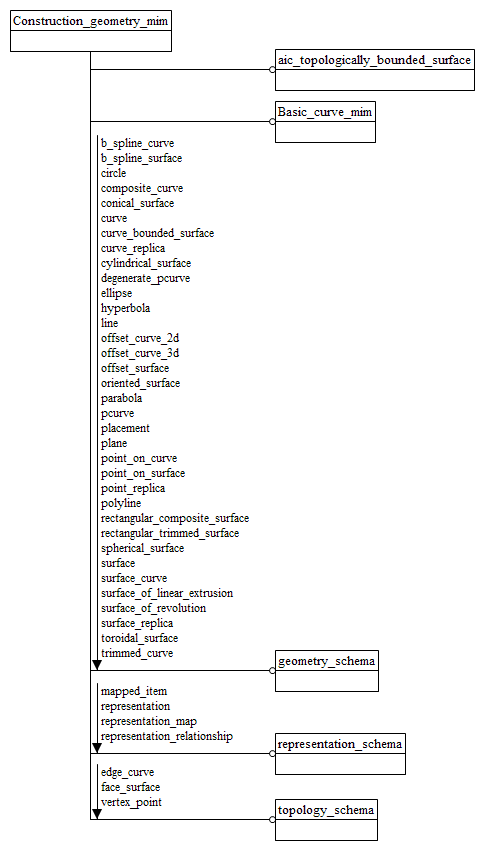 Construction_geometry_mim
aic_topologically_bounded_surface
Basic_curve_mim
b_spline_curve
b_spline_surface
circle
composite_curve
conical_surface
curve
curve_bounded_surface
curve_replica
cylindrical_surface
degenerate_pcurve
ellipse
hyperbola
line
offset_curve_2d
offset_curve_3d
offset_surface
oriented_surface
parabola
pcurve
placement
plane
point_on_curve
point_on_surface
point_replica
polyline
rectangular_composite_surface
rectangular_trimmed_surface
spherical_surface
surface
surface_curve
surface_of_linear_extrusion
surface_of_revolution
surface_replica
toroidal_surface
trimmed_curve
geometry_schema
mapped_item
representation
representation_map
representation_relationship
representation_schema
edge_curve
face_surface
vertex_point
topology_schema